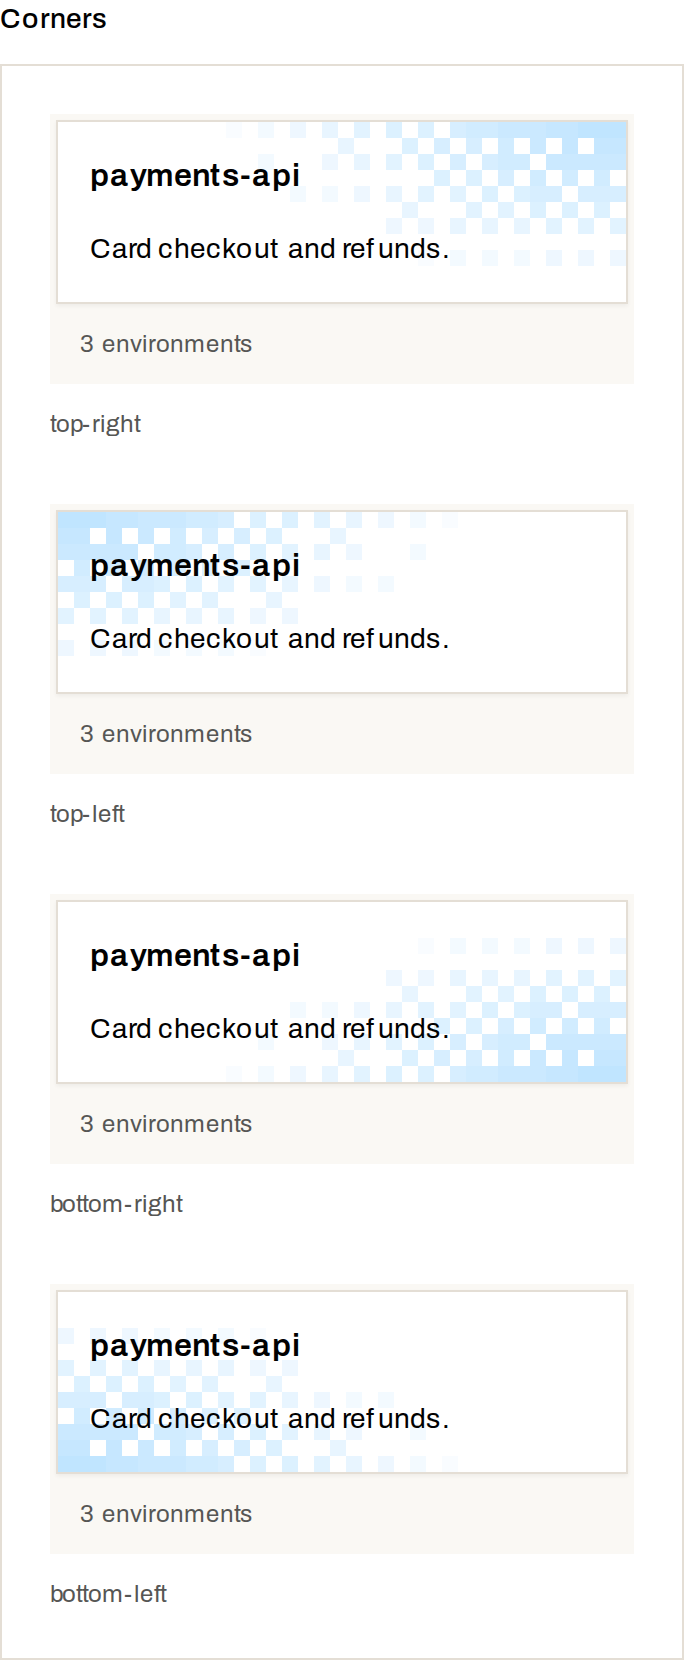 Corners
payments-api
Card checkout and refunds.
3 environments
top-right
payments-api
Card checkout and refunds.
3 environments
top-left
payments-api
Card checkout and refunds.
3 environments
bottom-right
payments-api
Card checkout and refunds.
3 environments
bottom-left